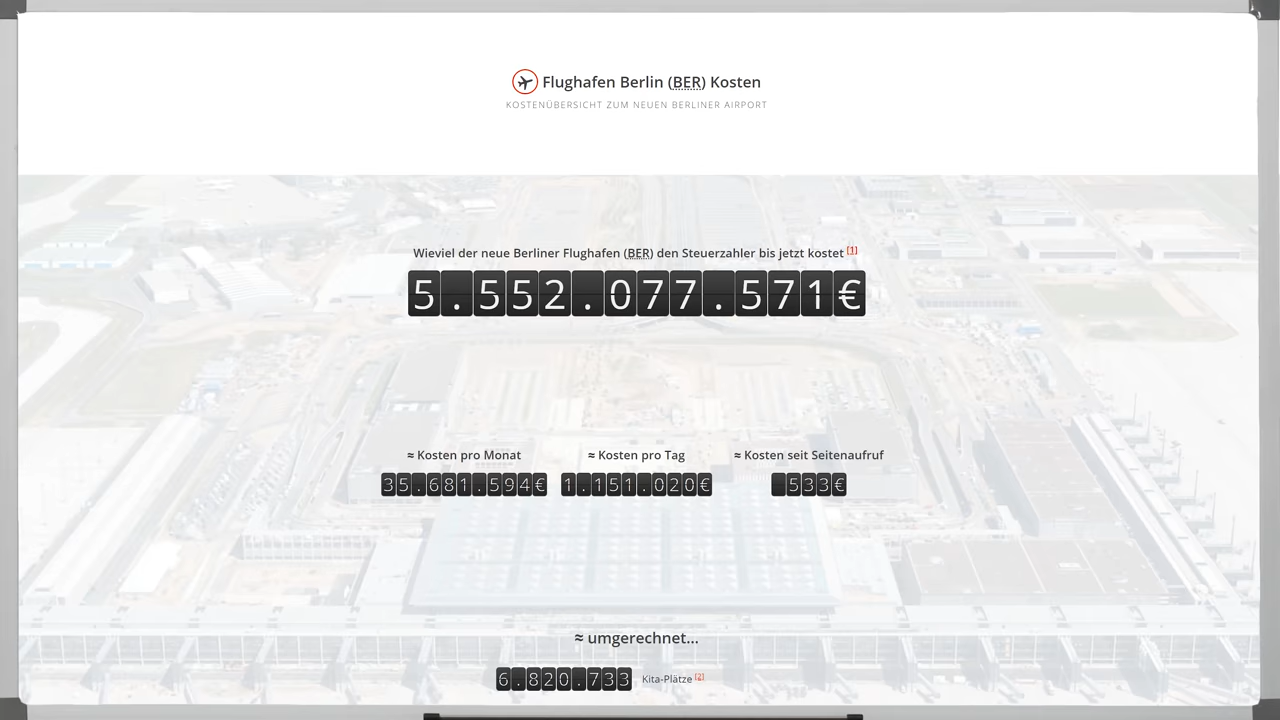 Flughafen Berlin (BER) Kosten
KOSTENÜBERSICHT ZUM NEUEN BERLINER AIRPORT
Wieviel der neue Berliner Flughafen (BER) den Steuerzahler bis jetzt kostet [1]
5.552.077.571€
≈ Kosten pro Monat
35.681.594€
≈ Kosten pro Tag
1.151.020€
≈ Kosten seit Seitenaufruf
533€
≈ umgerechnet...
6.820.733 Kita-Plätze [2]